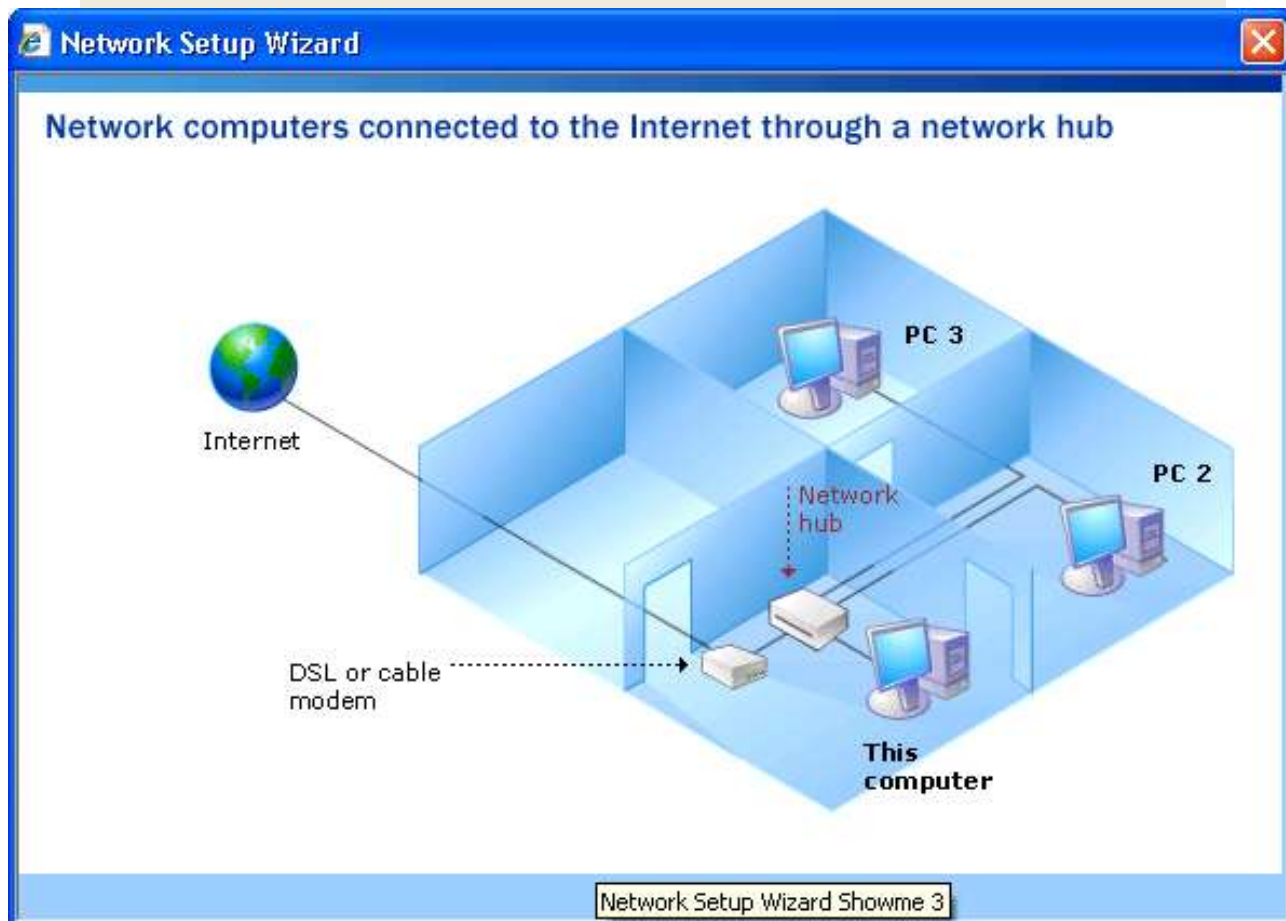 Network Setup Wizard
Network computers connected to the Internet through a network hub
PC 3
Internet
PC 2
Network
hub
DSL or cable
modem
This
computer
Network Setup Wizard Showme 3